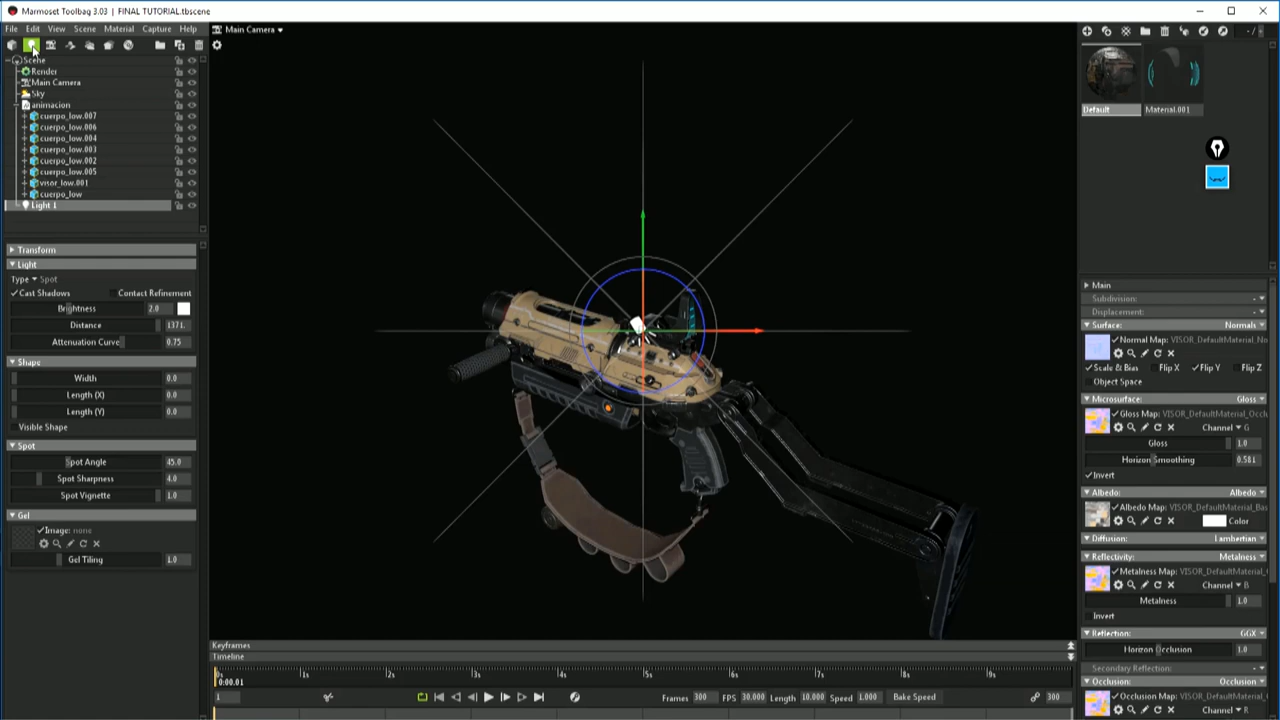 Marmoset Toolbag 3.03 | FINAL TUTORIAL.tbscene
File Edit View Scene Material Capture Help
Main Camera
Scene
Render
Main Camera
Sky
animacion
cuerpo_low.007
cuerpo_low.006
cuerpo_low.004
cuerpo_low.003
cuerpo_low.002
cuerpo_low.005
visor_low.001
cuerpo_low
Light 1
Transform
Light
Type Spot
Cast Shadows Contact Refinement
Brightness 2.0
Distance 1371.
Attenuation Curve 0.75
Shape
Width 0.0
Length (X) 0.0
Length (Y) 0.0
Visible Shape
Spot
Spot Angle 45.0
Spot Sharpness 4.0
Spot Vignette 1.0
Gel
Image: none
Gel Tiling 1.0
Keyframes
Timeline
0s 1s 2s 3s 4s 5s 6s 7s 8s 9s
0:00.01
1 Frames 300 FPS 30.000 Length 10.000 Speed 1.000 Bake Speed 300
Default Material.001
Main
Subdivision:
Displacement:
Surface: Normals
Normal Map: VISOR_DefaultMaterial_No
Scale & Bias Flip X Flip Y Flip Z
Object Space
Microsurface: Gloss
Gloss Map: VISOR_DefaultMaterial_Occlu
Channel G
Gloss 1.0
Horizon Smoothing 0.581
Invert
Albedo: Albedo
Albedo Map: VISOR_DefaultMaterial_Bas
Color
Diffusion: Lambertian
Reflectivity: Metalness
Metalness Map: VISOR_DefaultMaterial_
Channel B
Metalness 1.0
Invert
Reflection: GGX
Horizon Occlusion 1.0
Secondary Reflection:
Occlusion: Occlusion
Occlusion Map: VISOR_DefaultMaterial_
Channel R